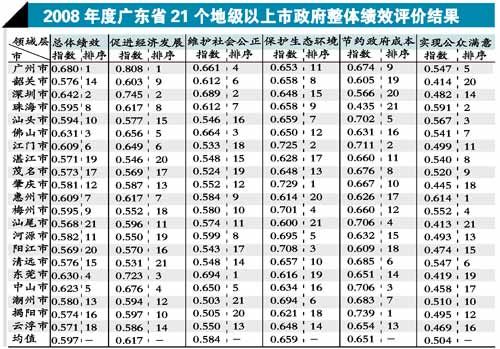 2008 年度广东省 21 个地级以上市政府整体绩效评价结果
领域层 总体绩效 促进经济发展 维护社会公正 保护生态环境 节约政府成本 实现公众满意
市 指数 排序 指数 排序 指数 排序 指数 排序 指数 排序 指数 排序
广州市 0.680 1 0.808 1 0.661 4 0.653 11 0.674 9 0.547 5
韶关市 0.576 14 0.603 9 0.612 6 0.658 8 0.605 19 0.414 20
深圳市 0.642 2 0.745 2 0.689 2 0.648 15 0.566 20 0.482 14
珠海市 0.595 8 0.617 8 0.612 7 0.658 9 0.435 21 0.591 2
汕头市 0.594 10 0.577 15 0.546 16 0.659 7 0.702 5 0.567 3
佛山市 0.631 3 0.656 5 0.664 3 0.650 12 0.631 16 0.541 7
江门市 0.609 6 0.649 6 0.533 18 0.725 2 0.711 2 0.499 11
湛江市 0.571 19 0.546 20 0.548 15 0.628 17 0.660 11 0.540 8
茂名市 0.573 17 0.569 17 0.524 19 0.648 13 0.676 8 0.520 9
肇庆市 0.581 12 0.587 13 0.552 12 0.729 1 0.667 10 0.445 18
惠州市 0.609 7 0.617 7 0.584 9 0.614 20 0.626 17 0.614 1
梅州市 0.595 9 0.552 18 0.580 10 0.701 4 0.660 12 0.552 4
汕尾市 0.568 21 0.596 11 0.574 11 0.600 21 0.706 4 0.413 21
河源市 0.582 11 0.550 19 0.599 8 0.695 5 0.632 15 0.493 13
阳江市 0.569 20 0.570 16 0.543 17 0.708 3 0.609 18 0.474 15
清远市 0.576 15 0.531 21 0.548 14 0.657 10 0.685 6 0.547 6
东莞市 0.630 4 0.723 3 0.694 1 0.616 19 0.651 14 0.419 19
中山市 0.623 5 0.676 4 0.650 5 0.634 16 0.706 3 0.458 17
潮州市 0.580 13 0.594 12 0.503 21 0.694 6 0.683 7 0.510 10
揭阳市 0.574 16 0.597 10 0.505 20 0.621 18 0.739 1 0.495 12
云浮市 0.571 18 0.586 14 0.550 13 0.648 14 0.654 13 0.469 16
均值 0.597 — 0.617 — 0.584 — 0.659 — 0.651 — 0.504 —